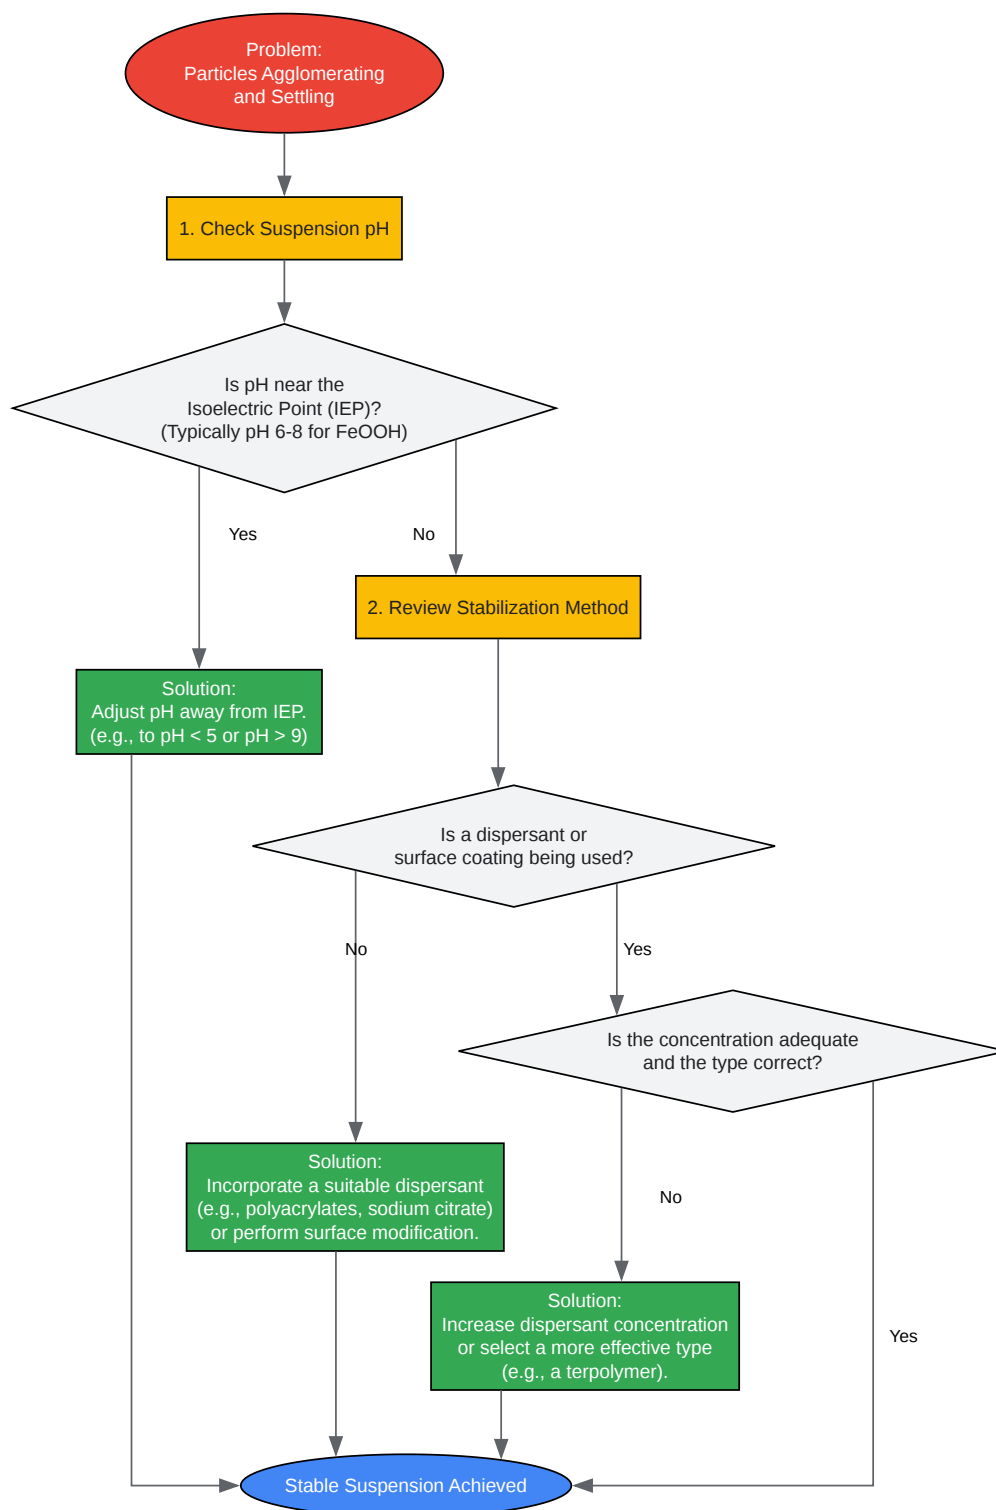 Problem:
Particles Agglomerating
and Settling
1. Check Suspension pH
Is pH near the
Isoelectric Point (IEP)?
(Typically pH 6-8 for FeOOH)
Yes
No
2. Review Stabilization Method
Solution:
Adjust pH away from IEP.
(e.g., to pH < 5 or pH > 9)
Is a dispersant or
surface coating being used?
No
Yes
Is the concentration adequate
and the type correct?
Solution:
Incorporate a suitable dispersant
(e.g., polyacrylates, sodium citrate)
or perform surface modification.
No
Solution:
Increase dispersant concentration
or select a more effective type
(e.g., a terpolymer).
Yes
Stable Suspension Achieved